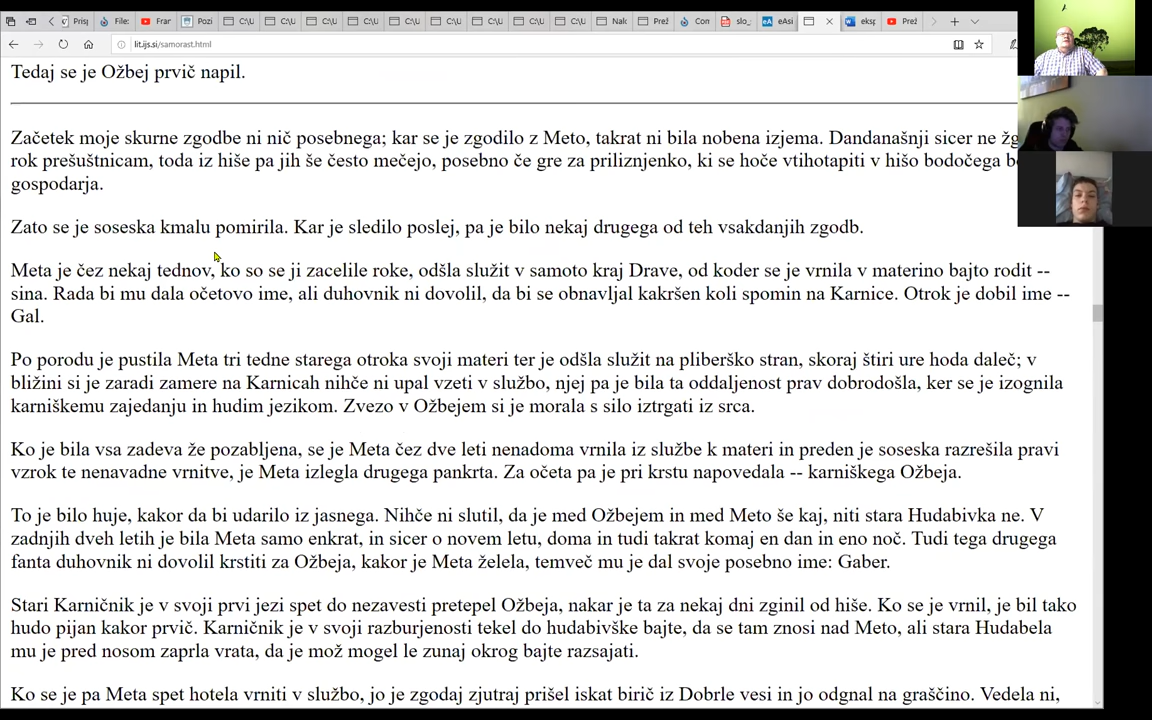 Prisj File: Frar Pozi C:\U C:\U C:\U C:\U C:\U C:\U C:\U C:\U C:\U Nak Prež Con slo_ eAsi eksp Prež
lit.ijs.si/samorast.html
Tedaj se je Ožbej prvič napil.
Začetek moje skurne zgodbe ni nič posebnega; kar se je zgodilo z Meto, takrat ni bila nobena izjema. Dandanašnji sicer ne žg
rok prešuštnicam, toda iz hiše pa jih še često mečejo, posebno če gre za priliznjenko, ki se hoče vtihotapiti v hišo bodočega b
gospodarja.
Zato se je soseska kmalu pomirila. Kar je sledilo poslej, pa je bilo nekaj drugega od teh vsakdanjih zgodb.
Meta je čez nekaj tednov, ko so se ji zacelile roke, odšla služit v samoto kraj Drave, od koder se je vrnila v materino bajto rodit --
sina. Rada bi mu dala očetovo ime, ali duhovnik ni dovolil, da bi se obnavljal kakršen koli spomin na Karnice. Otrok je dobil ime --
Gal.
Po porodu je pustila Meta tri tedne starega otroka svoji materi ter je odšla služit na pliberško stran, skoraj štiri ure hoda daleč; v
bližini si je zaradi zamere na Karnicah nihče ni upal vzeti v službo, njej pa je bila ta oddaljenost prav dobrodošla, ker se je izognila
karniškemu zajedanju in hudim jezikom. Zvezo v Ožbejem si je morala s silo iztrgati iz srca.
Ko je bila vsa zadeva že pozabljena, se je Meta čez dve leti nenadoma vrnila iz službe k materi in preden je soseska razrešila pravi
vzrok te nenavadne vrnitve, je Meta izlegla drugega pankrta. Za očeta pa je pri krstu napovedala -- karniškega Ožbeja.
To je bilo huje, kakor da bi udarilo iz jasnega. Nihče ni slutil, da je med Ožbejem in med Meto še kaj, niti stara Hudabivka ne. V
zadnjih dveh letih je bila Meta samo enkrat, in sicer o novem letu, doma in tudi takrat komaj en dan in eno noč. Tudi tega drugega
fanta duhovnik ni dovolil krstiti za Ožbeja, kakor je Meta želela, temveč mu je dal svoje posebno ime: Gaber.
Stari Karničnik je v svoji prvi jezi spet do nezavesti pretepel Ožbeja, nakar je ta za nekaj dni zginil od hiše. Ko se je vrnil, je bil tako
hudo pijan kakor prvič. Karničnik je v svoji razburjenosti tekel do hudabivške bajte, da se tam znosi nad Meto, ali stara Hudabela
mu je pred nosom zaprla vrata, da je mož mogel le zunaj okrog bajte razsajati.
Ko se je pa Meta spet hotela vrniti v službo, jo je zgodaj zjutraj prišel iskat birič iz Dobrle vesi in jo odgnal na graščino. Vedela ni,